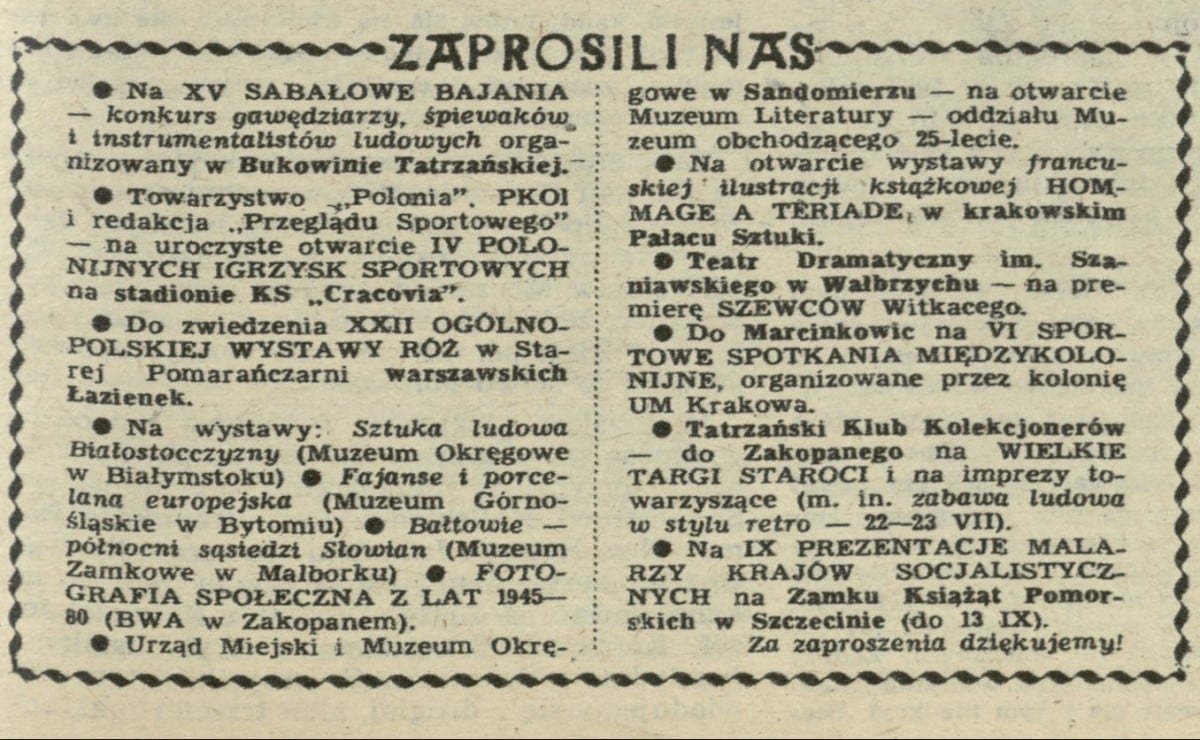 ZAPROSILI NAS
● Na XV SABAŁOWE BAJANIA
— konkurs gawędziarzy, śpiewaków
i instrumentalistów ludowych orga-
nizowany w Bukowinie Tatrzańskiej.
● Towarzystwo „Polonia”. PKOl
i redakcja „Przeglądu Sportowego”
— na uroczyste otwarcie IV POLO-
NIJNYCH IGRZYSK SPORTOWYCH
na stadionie KS „Cracovia”.
● Do zwiedzenia XXII OGÓLNO-
POLSKIEJ WYSTAWY RÓŻ w Sta-
rej Pomarańczarni warszawskich
Łazienek.
● Na wystawy: Sztuka ludowa
Białostocczyzny (Muzeum Okręgowe
w Białymstoku) ● Fajanse i porce-
lana europejska (Muzeum Górno-
śląskie w Bytomiu) ● Bałtowie —
północni sąsiedzi Słowian (Muzeum
Zamkowe w Malborku) ● FOTO-
GRAFIA SPOŁECZNA Z LAT 1945—
80 (BWA w Zakopanem).
● Urząd Miejski i Muzeum Okrę-
gowe w Sandomierzu — na otwarcie
Muzeum Literatury — oddziału Mu-
zeum obchodzącego 25-lecie.
● Na otwarcie wystawy francu-
skiej ilustracji książkowej HOM-
MAGE A TÉRIADE, w krakowskim
Pałacu Sztuki.
● Teatr Dramatyczny im. Sza-
niawskiego w Wałbrzychu — na pre-
mierę SZEWCÓW Witkacego.
● Do Marcinkowic na VI SPOR-
TOWE SPOTKANIA MIĘDZYKOLO-
NIJNE, organizowane przez kolonię
UM Krakowa.
● Tatrzański Klub Kolekcjonerów
— do Zakopanego na WIELKIE
TARGI STAROCI i na imprezy to-
warzyszące (m. in. zabawa ludowa
w stylu retro — 22—23 VII).
● Na IX PREZENTACJE MALA-
RZY KRAJÓW SOCJALISTYCZ-
NYCH na Zamku Książąt Pomor-
skich w Szczecinie (do 13 IX).
Za zaproszenia dziękujemy!